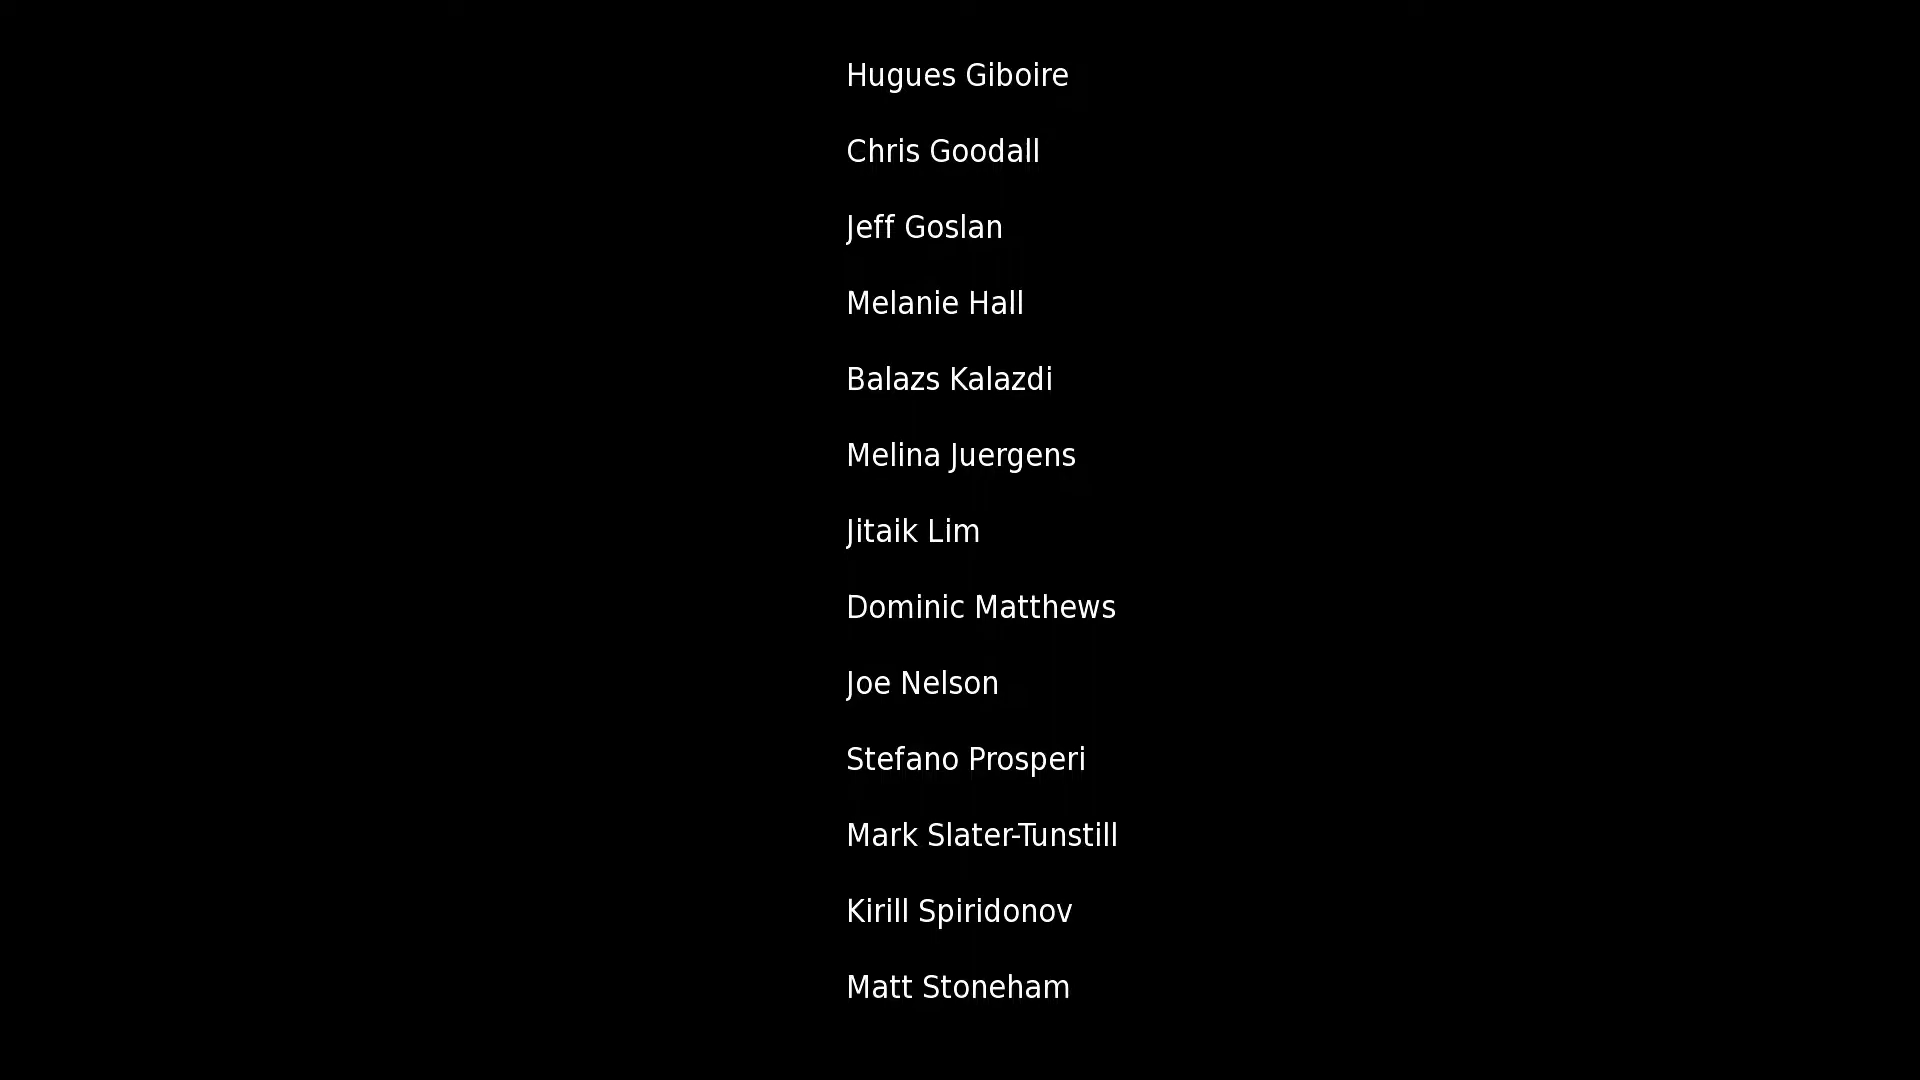 Hugues Giboire
Chris Goodall
Jeff Goslan
Melanie Hall
Balazs Kalazdi
Melina Juergens
Jitaik Lim
Dominic Matthews
Joe Nelson
Stefano Prosperi
Mark Slater-Tunstill
Kirill Spiridonov
Matt Stoneham